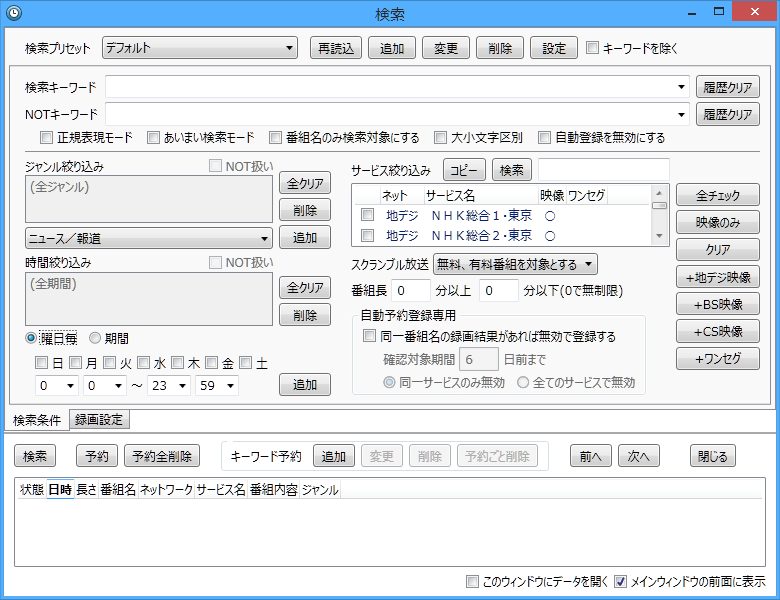 検索
検索プリセット デフォルト 再読込 追加 変更 削除 設定 キーワードを除く
検索キーワード 履歴クリア
NOTキーワード 履歴クリア
正規表現モード あいまい検索モード 番組名のみ検索対象にする 大小文字区別 自動登録を無効にする
ジャンル絞り込み NOT扱い
(全ジャンル)
全クリア
削除
ニュース／報道 追加
時間絞り込み NOT扱い
(全期間)
全クリア
削除
曜日毎 期間
日 月 火 水 木 金 土
0 0 ～ 23 59 追加
サービス絞り込み コピー 検索
ネット サービス名 映像 ワンセグ
地デジ ＮＨＫ総合１・東京 ○
地デジ ＮＨＫ総合２・東京 ○
スクランブル放送 無料、有料番組を対象とする
番組長 0 分以上 0 分以下(0で無制限)
自動予約登録専用
同一番組名の録画結果があれば無効で登録する
確認対象期間 6 日前まで
同一サービスのみ無効 全てのサービスで無効
全チェック
映像のみ
クリア
+地デジ映像
+BS映像
+CS映像
+ワンセグ
検索条件 録画設定
検索 予約 予約全削除 キーワード予約 追加 変更 削除 予約ごと削除 前へ 次へ 閉じる
状態 日時 長さ 番組名 ネットワーク サービス名 番組内容 ジャンル
このウィンドウにデータを開く メインウィンドウの前面に表示